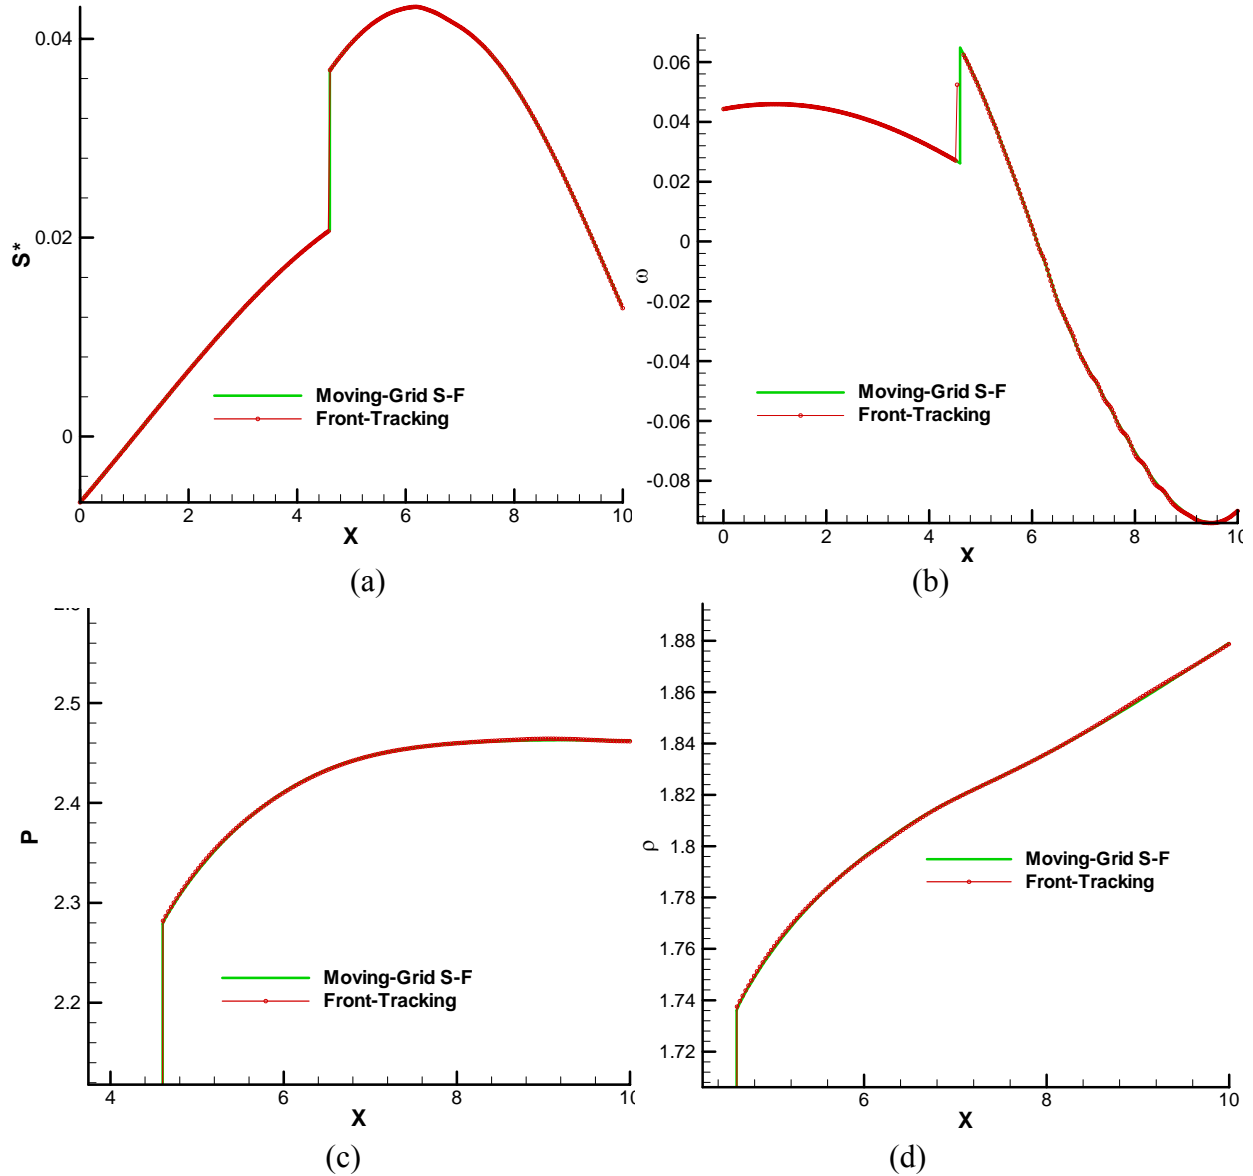 0.04
0.02
0
S*
0 2 4 6 8 10
X
Moving-Grid S-F
Front-Tracking
(a)
0.06
0.04
0.02
0
-0.02
-0.04
-0.06
-0.08
ω
0 2 4 6 8 10
X
Moving-Grid S-F
Front-Tracking
(b)
2.5
2.4
2.3
2.2
P
4 6 8 10
X
Moving-Grid S-F
Front-Tracking
(c)
1.88
1.86
1.84
1.82
1.8
1.78
1.76
1.74
1.72
ρ
6 8 10
X
Moving-Grid S-F
Front-Tracking
(d)